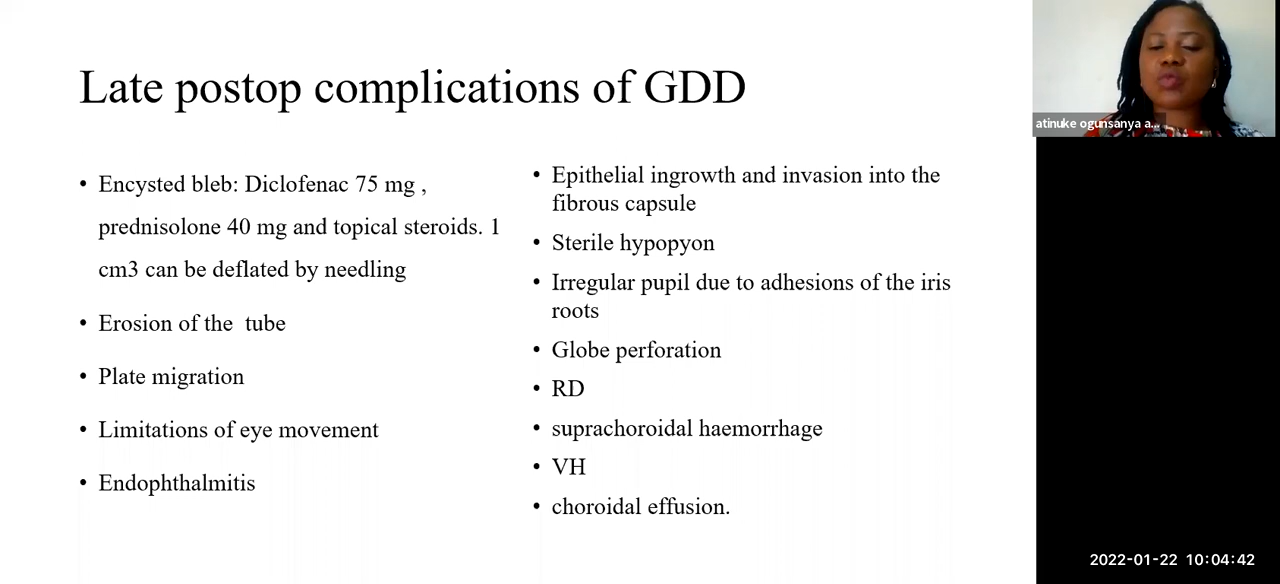 Late postop complications of GDD
• Encysted bleb: Diclofenac 75 mg ,
prednisolone 40 mg and topical steroids. 1
cm3 can be deflated by needling
• Erosion of the  tube
• Plate migration
• Limitations of eye movement
• Endophthalmitis
• Epithelial ingrowth and invasion into the
fibrous capsule
• Sterile hypopyon
• Irregular pupil due to adhesions of the iris
roots
• Globe perforation
• RD
• suprachoroidal haemorrhage
• VH
• choroidal effusion.
atinuke ogunsanya a...
2022-01-22 10:04:42